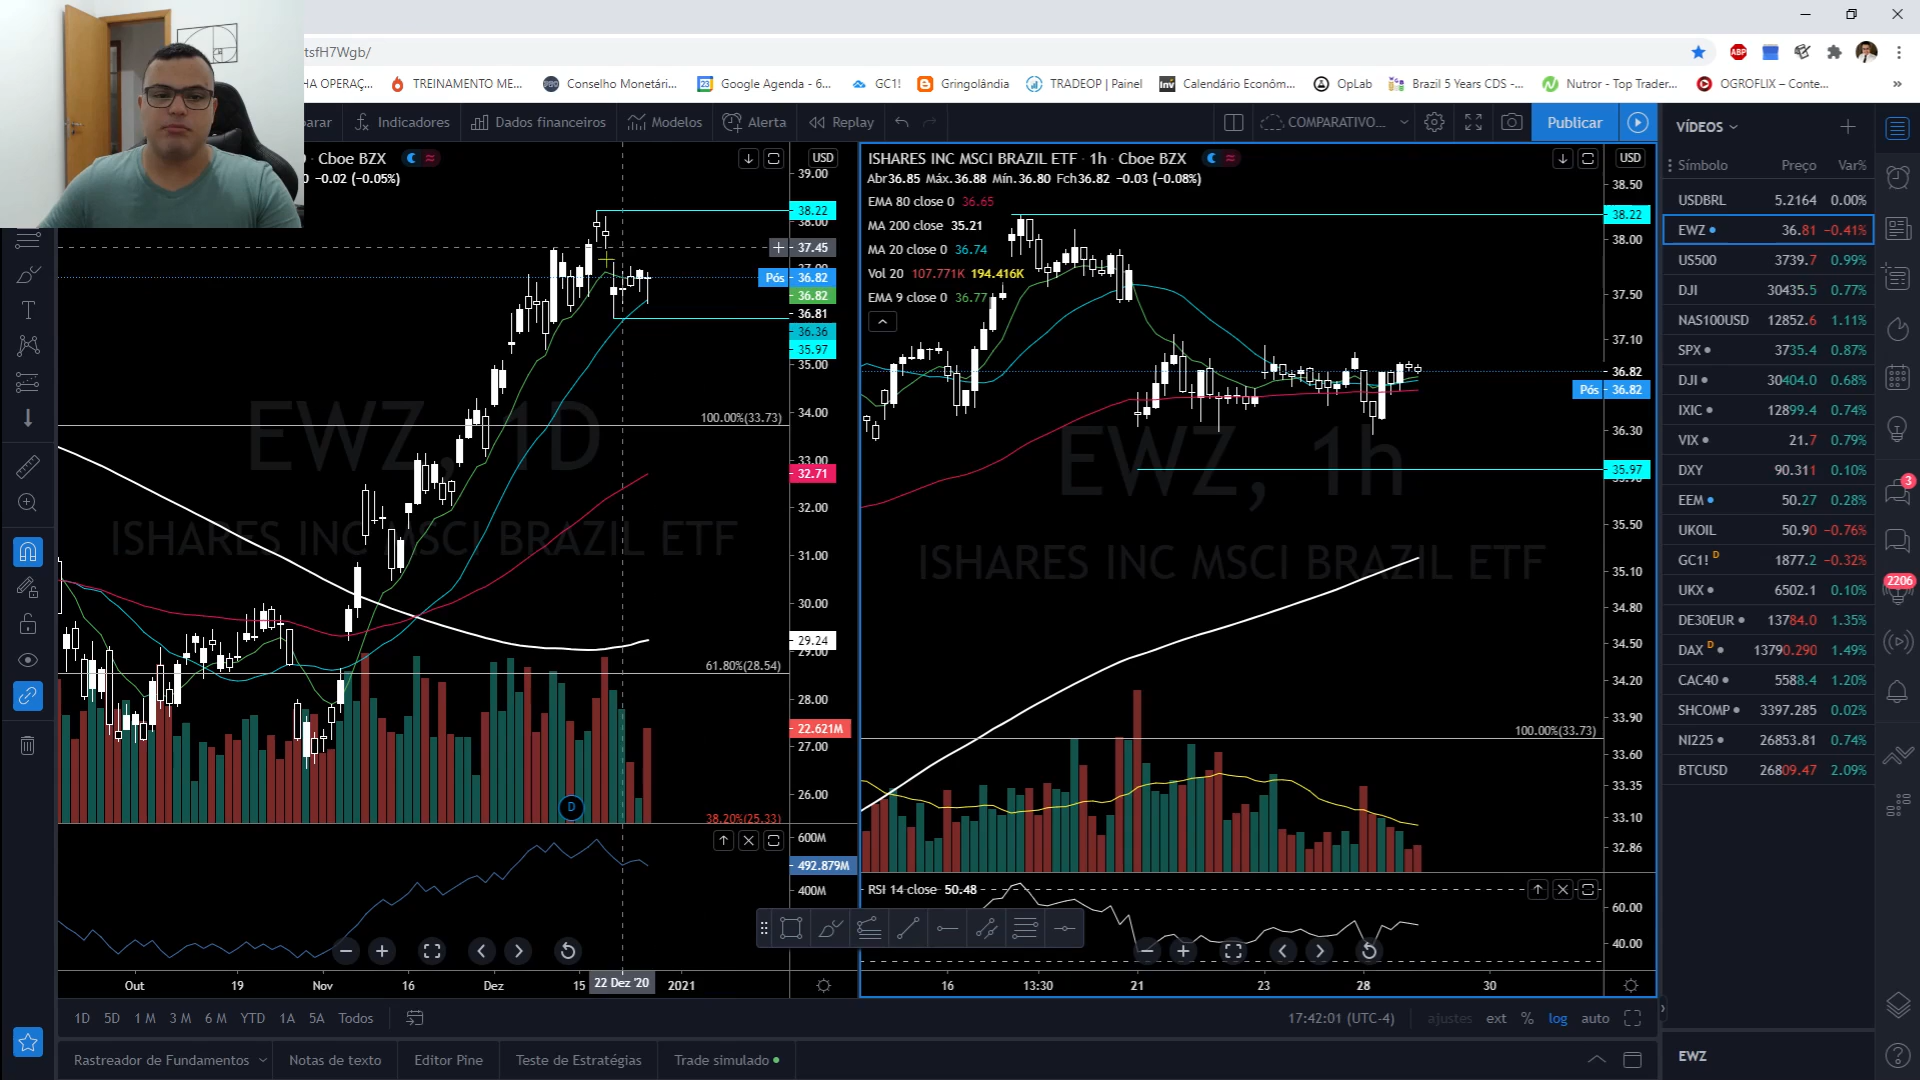 tsfH7Wgb/
HA OPERAÇ...
TREINAMENTO ME...
Conselho Monetári...
Google Agenda - 6...
GC1!
Gringolândia
TRADEOP | Painel
Calendário Econôm...
OpLab
Brazil 5 Years CDS -...
Nutror - Top Trader...
OGROFLIX – Conte...
»
arar
Indicadores
Dados financeiros
Modelos
Alerta
Replay
COMPARATIVO...
Publicar
· Cboe BZX
USD
0 −0.02 (−0.05%)
39.00
38.22
38.00
37.45
Pós 36.82
36.82
36.81
36.36
35.97
35.00
34.00
100.00%(33.73)
33.00
32.71
32.00
31.00
30.00
29.24
29.00
61.80%(28.54)
28.00
22.621M
27.00
26.00
38.20%(25.33)
EWZ, 1D
ISHARES INC MSCI BRAZIL ETF
D
600M
492.879M
400M
Out 19 Nov 16 Dez 15 22 Dez '20 2021
ISHARES INC MSCI BRAZIL ETF · 1h · Cboe BZX
USD
Abr36.85 Máx.36.88 Mín.36.80 Fch36.82 −0.03 (−0.08%)
EMA 80 close 0 36.65
MA 200 close 35.21
MA 20 close 0 36.74
Vol 20 107.771K 194.416K
EMA 9 close 0 36.77
38.50
38.22
38.00
37.50
37.10
36.82
Pós 36.82
36.30
35.97
35.50
35.10
34.80
34.50
34.20
33.90
100.00%(33.73)
33.60
33.35
33.10
32.86
EWZ, 1h
ISHARES INC MSCI BRAZIL ETF
RSI 14 close 50.48
60.00
40.00
16 13:30 21 23 28 30
VÍDEOS
Símbolo Preço Var%
USDBRL 5.2164 0.00%
EWZ 36.81 −0.41%
US500 3739.7 0.99%
DJI 30435.5 0.77%
NAS100USD 12852.6 1.11%
SPX 3735.4 0.87%
DJI 30404.0 0.68%
IXIC 12899.4 0.74%
VIX 21.7 0.79%
DXY 90.311 0.10%
EEM 50.27 0.28%
UKOIL 50.90 −0.76%
GC1! D 1877.2 −0.32%
UKX 6502.1 0.10%
DE30EUR 13784.0 1.35%
DAX D 13790.290 1.49%
CAC40 5588.4 1.20%
SHCOMP 3397.285 0.02%
NI225 26853.81 0.74%
BTCUSD 26809.47 2.09%
3
2206
1D 5D 1 M 3 M 6 M YTD 1A 5A Todos
17:42:01 (UTC-4) ajustes ext % log auto
Rastreador de Fundamentos
Notas de texto
Editor Pine
Teste de Estratégias
Trade simulado
EWZ